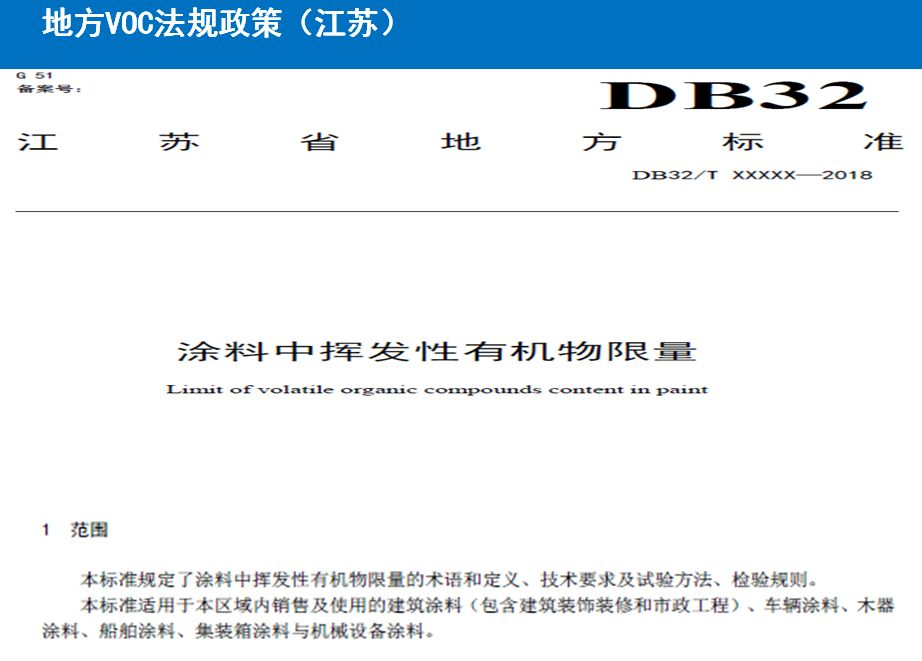 地方VOC法规政策（江苏）
G 51
备案号：
DB32
江苏省地方标准
DB32/T XXXXX—2018
涂料中挥发性有机物限量
Limit of volatile organic compounds content in paint
1 范围
本标准规定了涂料中挥发性有机物限量的术语和定义、技术要求及试验方法、检验规则。
本标准适用于本区域内销售及使用的建筑涂料（包含建筑装饰装修和市政工程）、车辆涂料、木器
涂料、船舶涂料、集装箱涂料与机械设备涂料。